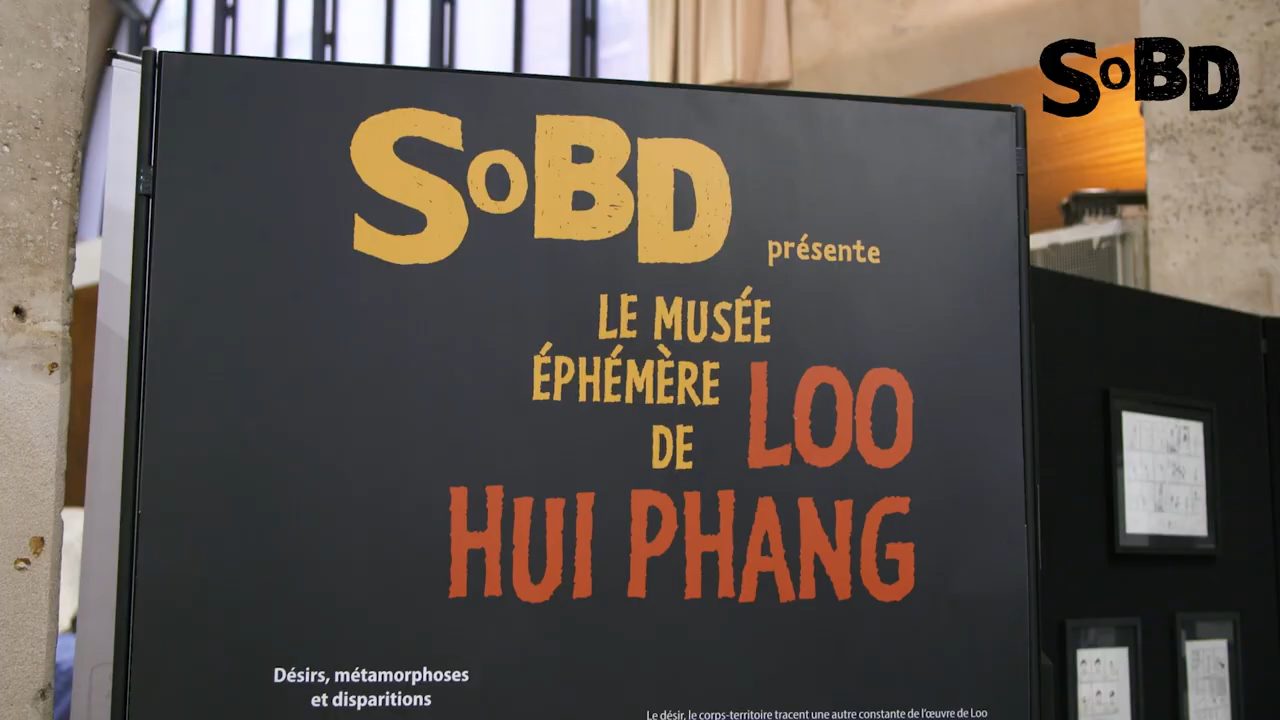 SoBD
SoBD
présente
LE MUSÉE
ÉPHÉMÈRE
DE
LOO
HUI PHANG
Désirs, métamorphoses
et disparitions
Le désir, le corps-territoire tracent une autre constante de l'œuvre de Loo